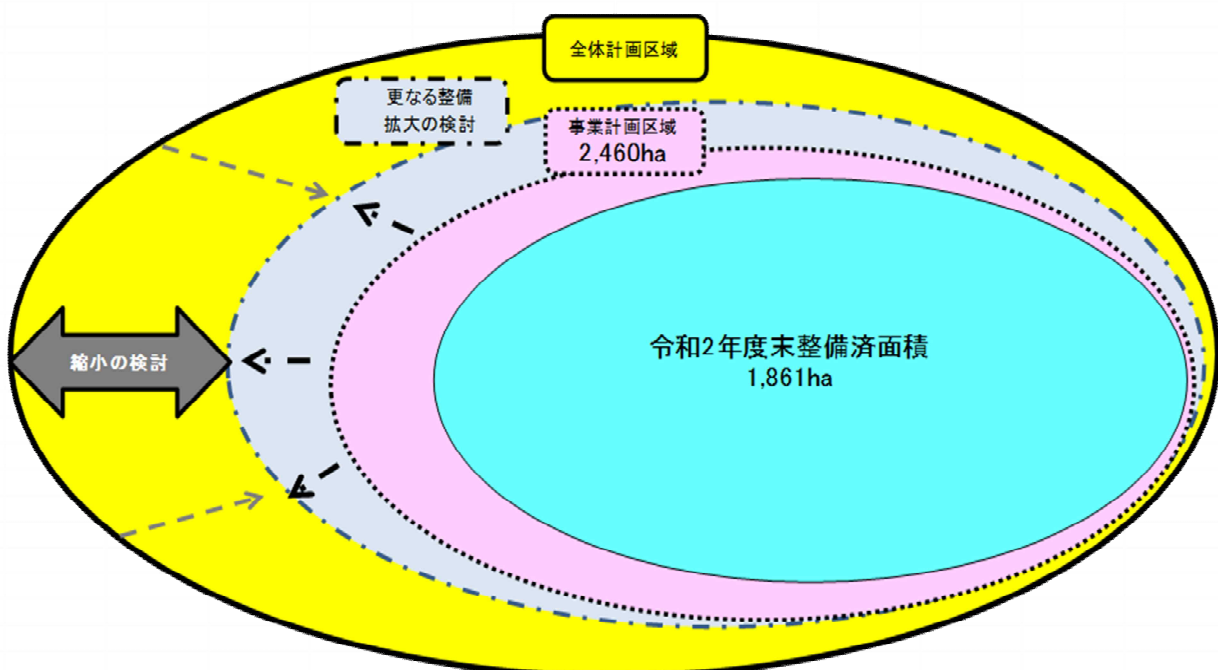 全体計画区域
更なる整備
拡大の検討
事業計画区域
2,460ha
令和2年度末整備済面積
1,861ha
縮小の検討